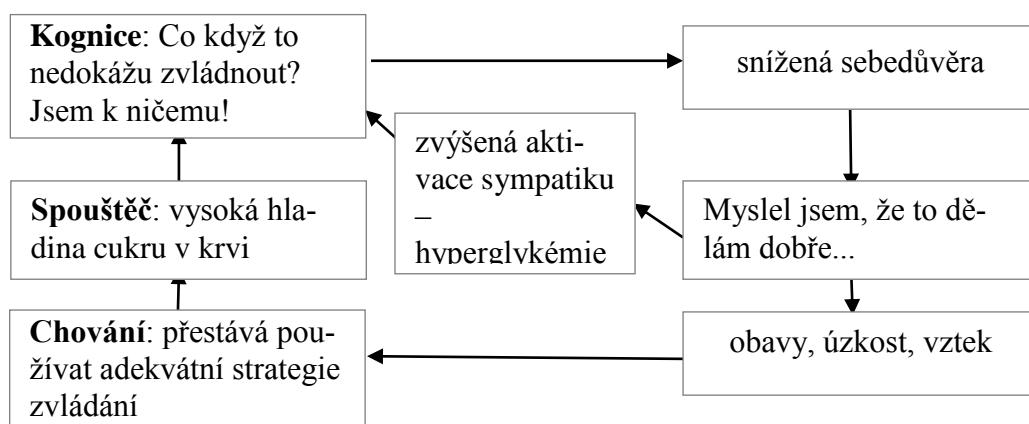 Kognice: Co když to
nedokážu zvládnout?
Jsem k ničemu!
snížená sebedůvěra
zvýšená akti-
vace sympatiku
–
hyperglykémie
Spouštěč: vysoká hla-
dina cukru v krvi
Myslel jsem, že to dě-
lám dobře...
Chování: přestává pou-
žívat adekvátní strategie
zvládání
obavy, úzkost, vztek